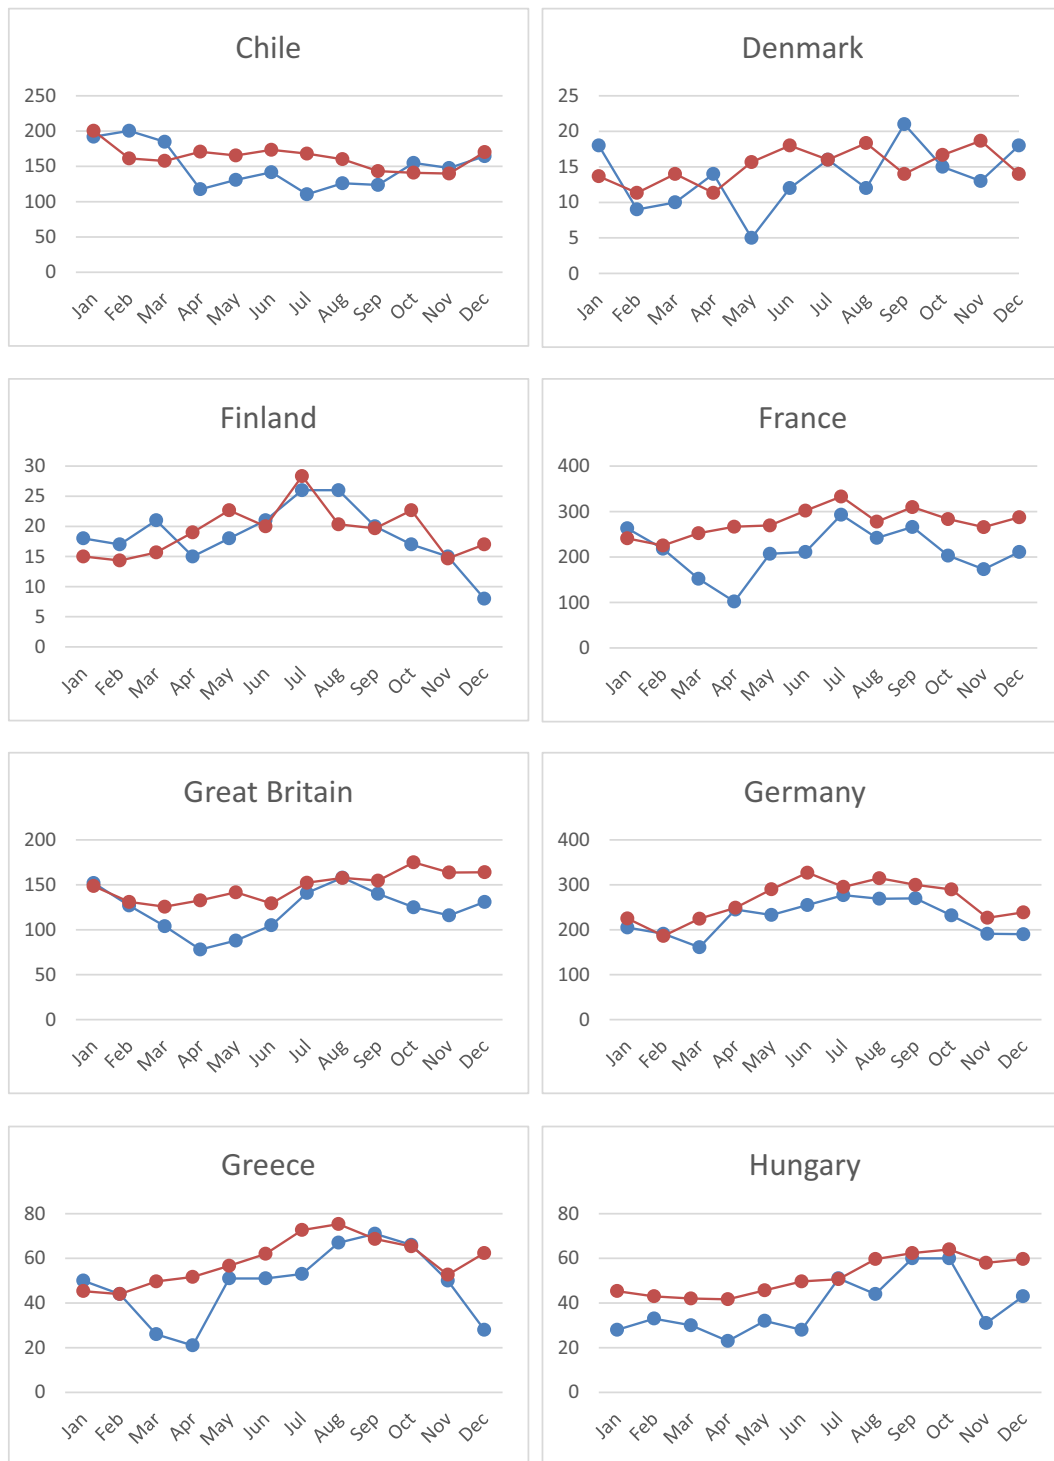 Chile
250
200
150
100
50
0
Jan Feb Mar Apr May Jun Jul Aug Sep Oct Nov Dec
Denmark
25
20
15
10
5
0
Jan Feb Mar Apr May Jun Jul Aug Sep Oct Nov Dec
Finland
30
25
20
15
10
5
0
Jan Feb Mar Apr May Jun Jul Aug Sep Oct Nov Dec
France
400
300
200
100
0
Jan Feb Mar Apr May Jun Jul Aug Sep Oct Nov Dec
Great Britain
200
150
100
50
0
Jan Feb Mar Apr May Jun Jul Aug Sep Oct Nov Dec
Germany
400
300
200
100
0
Jan Feb Mar Apr May Jun Jul Aug Sep Oct Nov Dec
Greece
80
60
40
20
0
Jan Feb Mar Apr May Jun Jul Aug Sep Oct Nov Dec
Hungary
80
60
40
20
0
Jan Feb Mar Apr May Jun Jul Aug Sep Oct Nov Dec